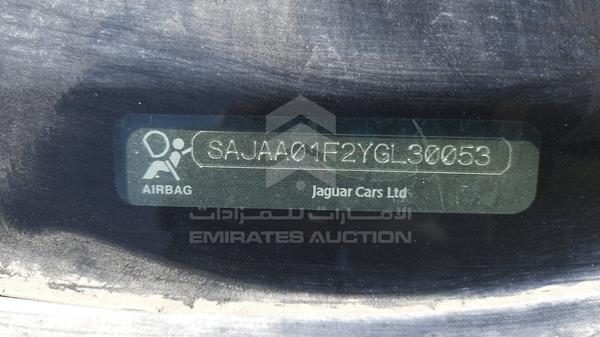 SAJAA01F2YGL30053
AIRBAG
Jaguar Cars Ltd
الإمارات للمزادات
EMIRATES AUCTION